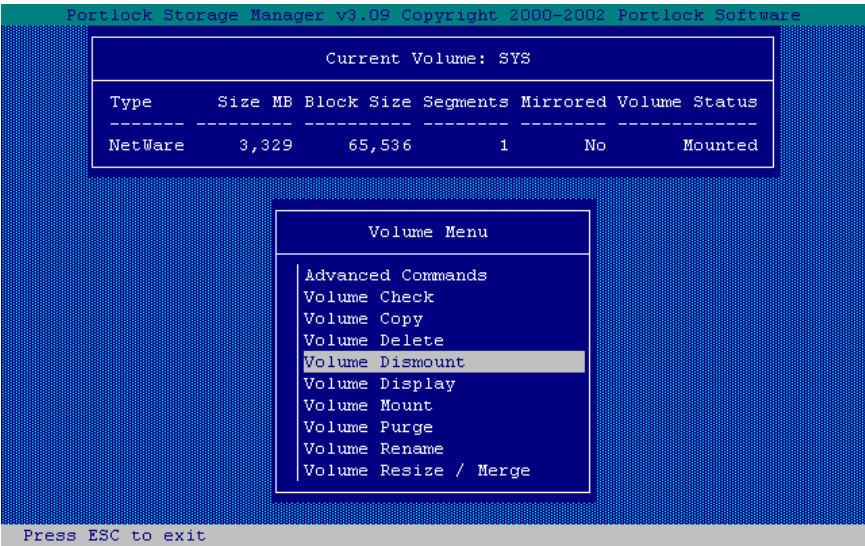 Portlock Storage Manager v3.09 Copyright 2000-2002 Portlock Software
Current Volume: SYS
Type Size MB Block Size Segments Mirrored Volume Status
------- --------- ---------- -------- -------- -------------
NetWare 3,329 65,536 1 No Mounted
Volume Menu
Advanced Commands
Volume Check
Volume Copy
Volume Delete
Volume Dismount
Volume Display
Volume Mount
Volume Purge
Volume Rename
Volume Resize / Merge
Press ESC to exit